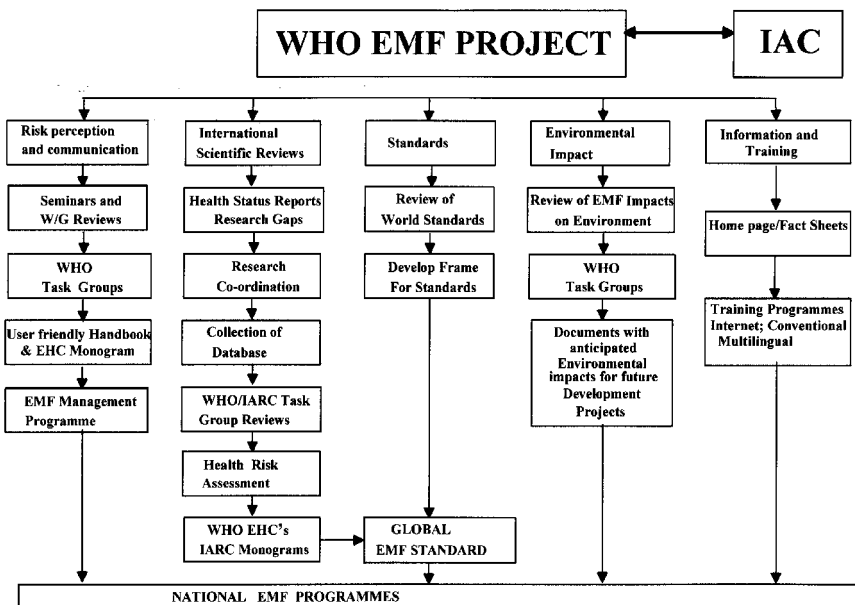 WHO EMF PROJECT
IAC
Risk perception
and communication
Seminars and
W/G Reviews
WHO
Task Groups
User friendly Handbook
& EHC Monogram
EMF Management
Programme
International
Scientific Reviews
Health Status Reports
Research Gaps
Research
Co-ordination
Collection of
Database
WHO/IARC Task
Group Reviews
Health Risk
Assessment
WHO EHC's
IARC Monograms
Standards
Review of
World Standards
Develop Frame
For Standards
GLOBAL
EMF STANDARD
Environmental
Impact
Review of EMF Impacts
on Environment
WHO
Task Groups
Documents with
anticipated
Environmental
impacts for future
Development
Projects
Information and
Training
Home page/Fact Sheets
Training Programmes
Internet; Conventional
Multilingual
NATIONAL EMF PROGRAMMES